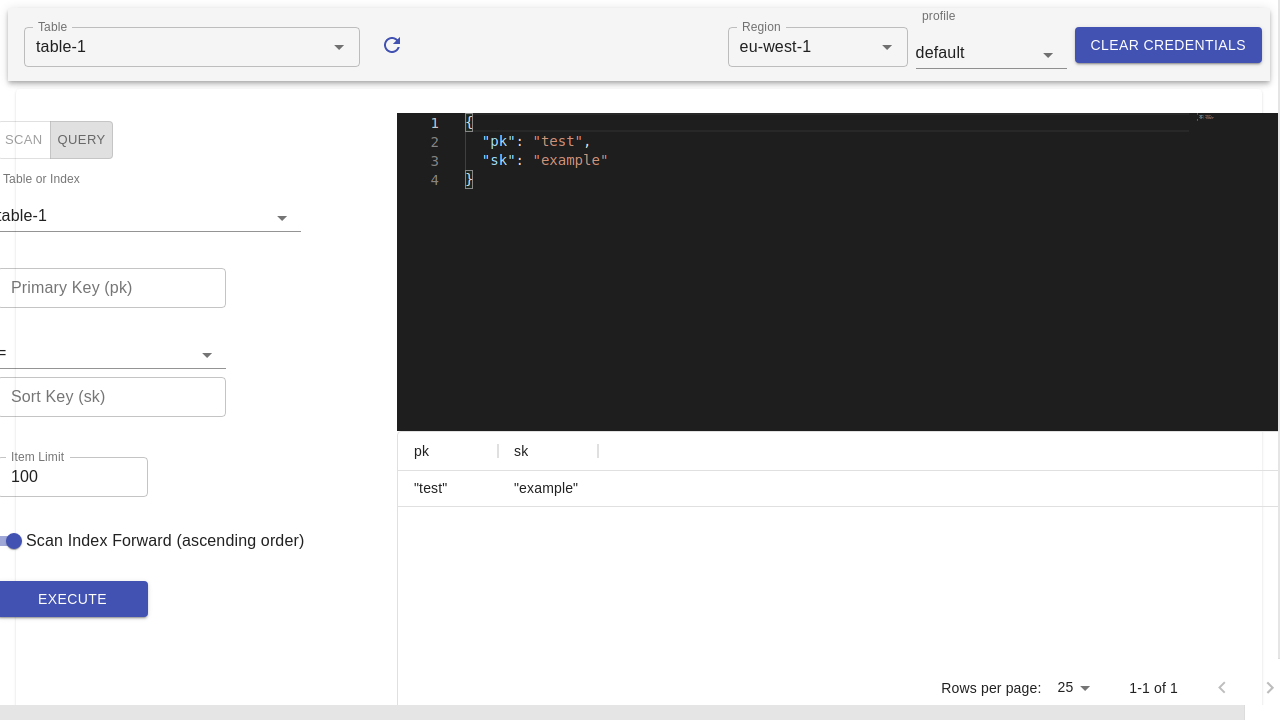 Table
table-1
Region
eu-west-1
profile
default
CLEAR CREDENTIALS
SCAN
QUERY
Table or Index
table-1
Primary Key (pk)
=
Sort Key (sk)
Item Limit
100
Scan Index Forward (ascending order)
EXECUTE
1 {
2 "pk": "test",
3 "sk": "example"
4 }
pk sk
"test" "example"
Rows per page: 25 1-1 of 1